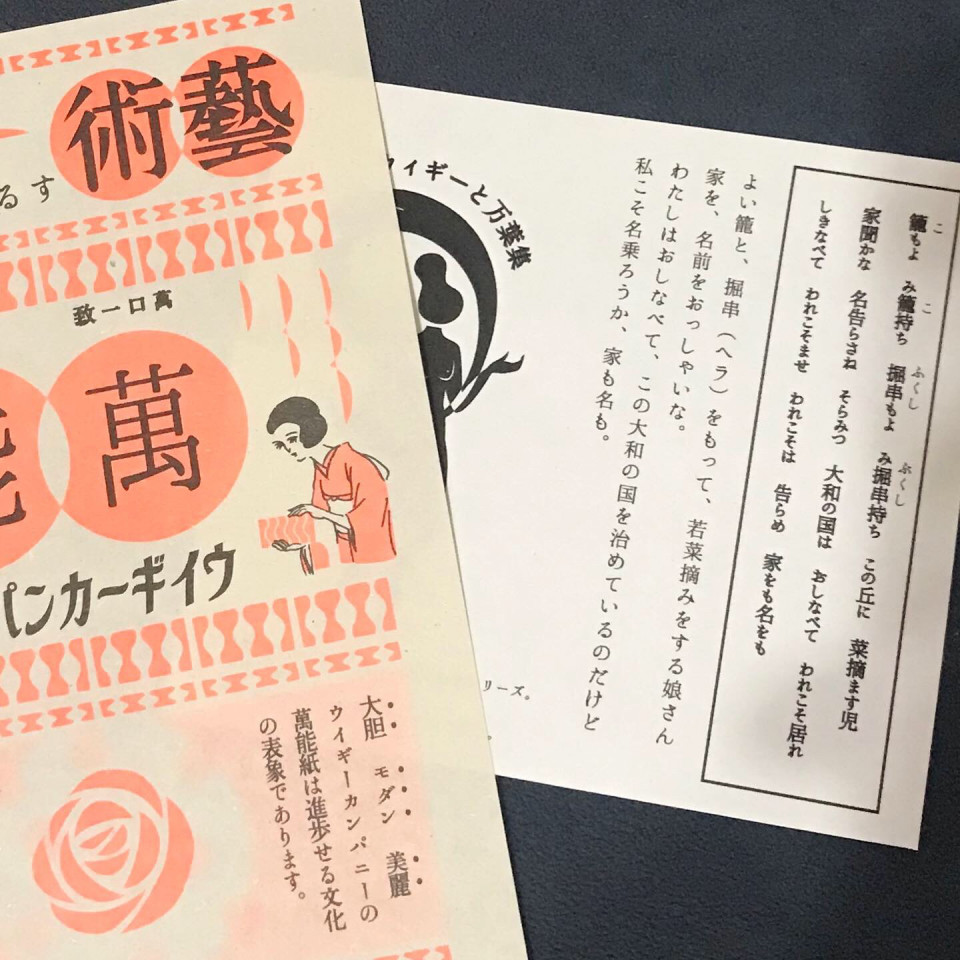 藝術
する
萬口一致
萬能
ウイギーカンパ
大胆 モダン 美麗
ウィギーカンパニーの
萬能紙は進歩せる文化
の表象であります。
籠もよ み籠持ち 掘串もよ み掘串持ち この丘に 菜摘ます児
こ こ ふくし ぶくし
家聞かな 名告らさね そらみつ 大和の国は おしなべて われこそ居れ
しきなべて われこそませ われこそは 告らめ 家をも名をも
よい籠と、掘串（ヘラ）をもって、若菜摘みをする娘さん
家を、名前をおっしゃいな。
わたしはおしなべて、この大和の国を治めているのだけど
私こそ名乗ろうか、家も名も。
ィギーと万葉集
リーズ。